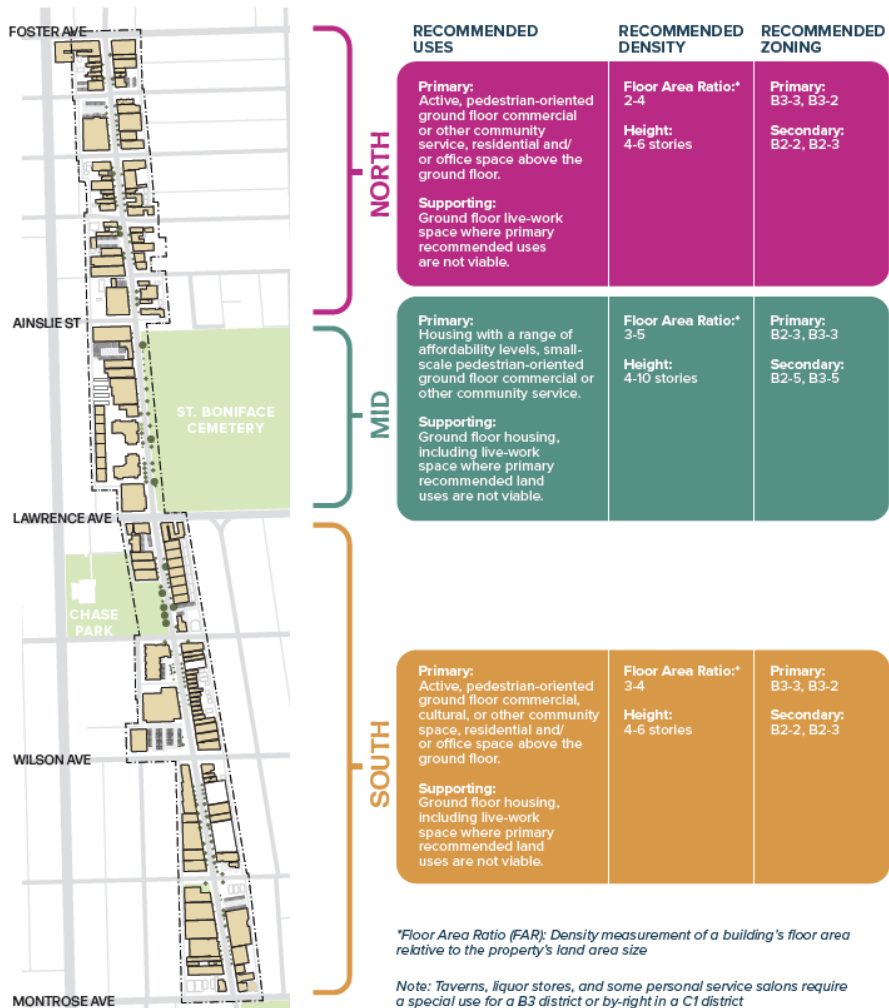 FOSTER AVE
AINSLIE ST
ST. BONIFACE
CEMETERY
LAWRENCE AVE
CHASE
PARK
WILSON AVE
MONTROSE AVE
RECOMMENDED
USES
RECOMMENDED
DENSITY
RECOMMENDED
ZONING
NORTH
Primary:
Active, pedestrian-oriented
ground floor commercial
or other community
service, residential and/
or office space above the
ground floor.
Supporting:
Ground floor live-work
space where primary
recommended uses
are not viable.
Floor Area Ratio:*
2-4
Height:
4-6 stories
Primary:
B3-3, B3-2
Secondary:
B2-2, B2-3
MID
Primary:
Housing with a range of
affordability levels, small-
scale pedestrian-oriented
ground floor commercial or
other community service.
Supporting:
Ground floor housing,
including live-work
space where primary
recommended land
uses are not viable.
Floor Area Ratio:*
3-5
Height:
4-10 stories
Primary:
B2-3, B3-3
Secondary:
B2-5, B3-5
SOUTH
Primary:
Active, pedestrian-oriented
ground floor commercial,
cultural, or other community
space, residential and/
or office space above the
ground floor.
Supporting:
Ground floor housing,
including live-work
space where primary
recommended land
uses are not viable.
Floor Area Ratio:*
3-4
Height:
4-6 stories
Primary:
B3-3, B3-2
Secondary:
B2-2, B2-3
*Floor Area Ratio (FAR): Density measurement of a building's floor area
relative to the property's land area size
Note: Taverns, liquor stores, and some personal service salons require
a special use for a B3 district or by-right in a C1 district